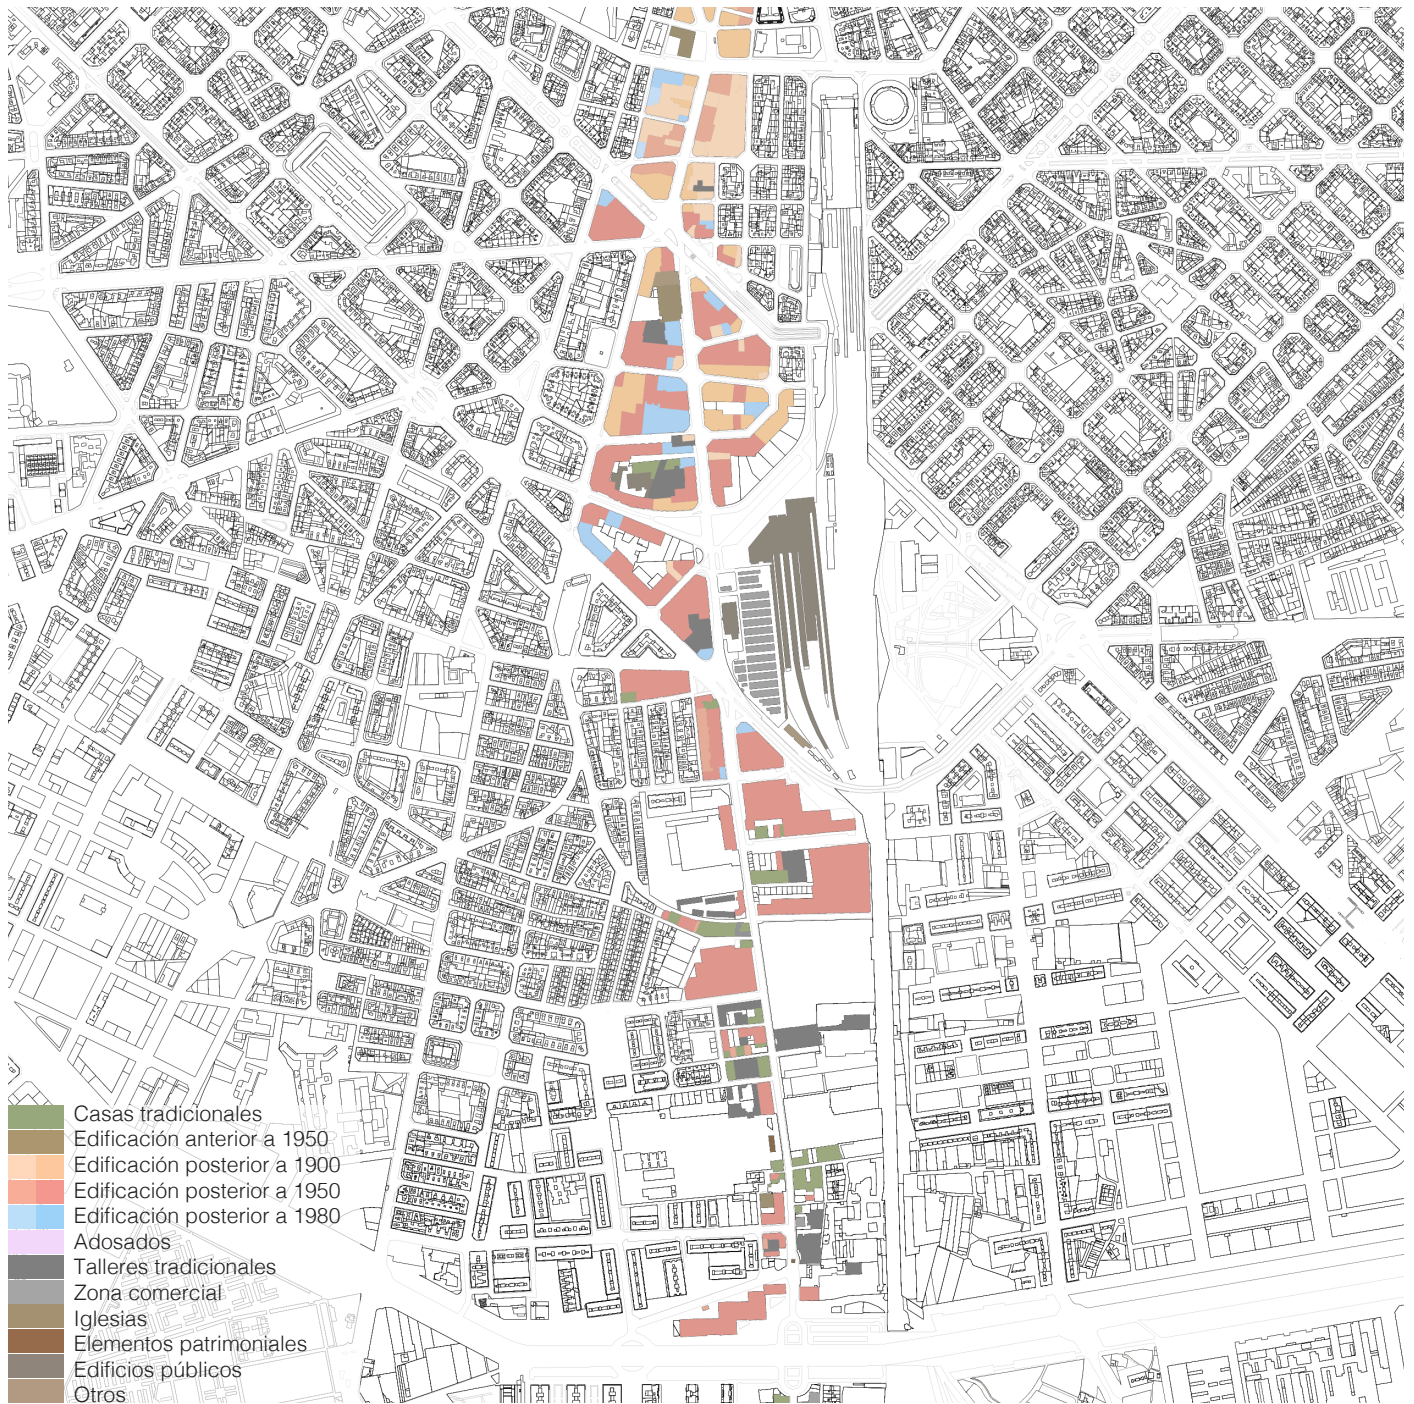 Casas tradicionales
Edificación anterior a 1950
Edificación posterior a 1900
Edificación posterior a 1950
Edificación posterior a 1980
Adosados
Talleres tradicionales
Zona comercial
Iglesias
Elementos patrimoniales
Edificios públicos
Otros